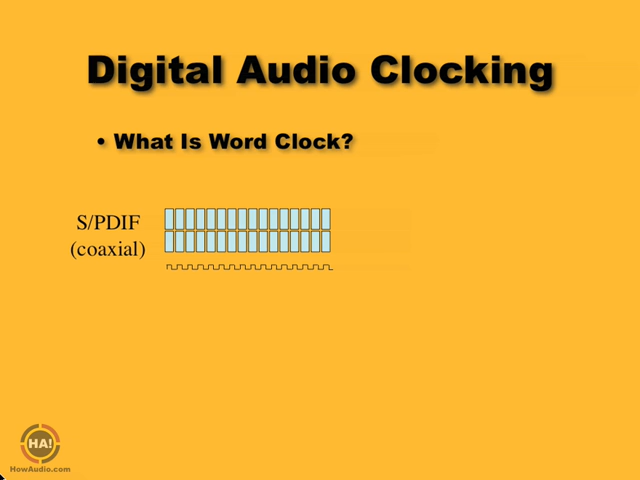 Digital Audio Clocking
• What Is Word Clock?
S/PDIF
(coaxial)
HA!
HowAudio.com